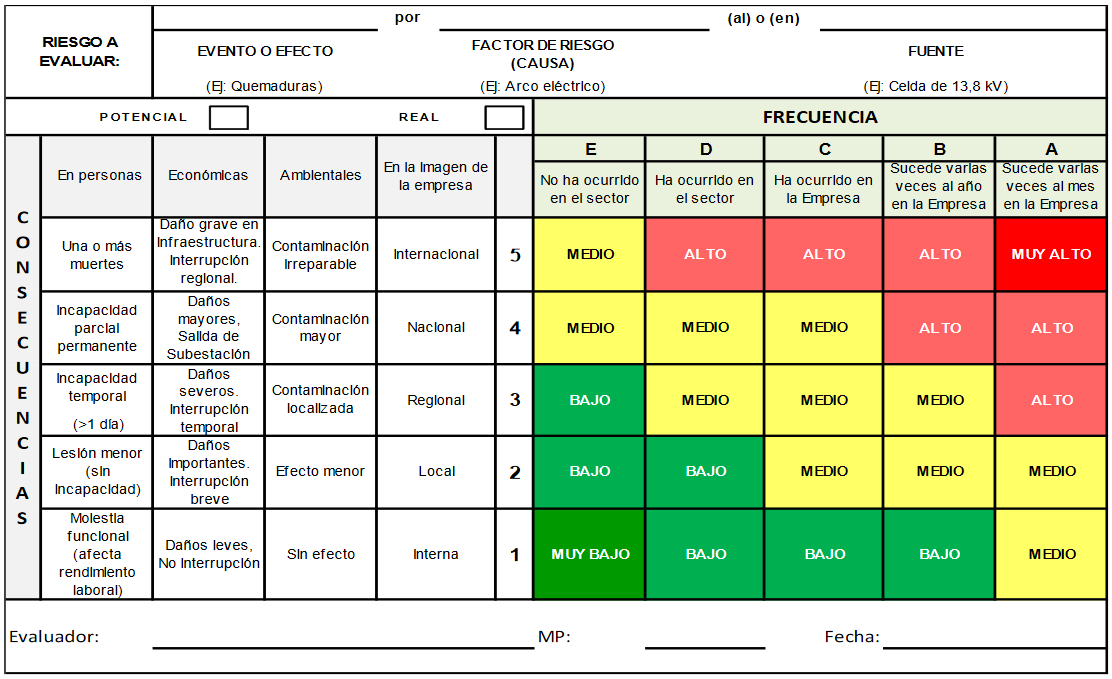 RIESGO A
EVALUAR:
por
(al) o (en)
EVENTO O EFECTO
FACTOR DE RIESGO
(CAUSA)
FUENTE
(Ej: Quemaduras)
(Ej: Arco eléctrico)
(Ej: Celda de 13,8 kV)
POTENCIAL
REAL
FRECUENCIA
CONSECUENCIAS
En personas
Económicas
Ambientales
En la imagen de
la empresa
E
D
C
B
A
No ha ocurrido
en el sector
Ha ocurrido en
el sector
Ha ocurrido en
la Empresa
Sucede varias
veces al año
en la Empresa
Sucede varias
veces al mes
en la Empresa
Una o más
muertes
Daño grave en
infraestructura.
Interrupción
regional.
Contaminación
irreparable
Internacional
5
MEDIO
ALTO
ALTO
ALTO
MUY ALTO
Incapacidad
parcial
permanente
Daños
mayores,
Salida de
Subestación
Contaminación
mayor
Nacional
4
MEDIO
MEDIO
MEDIO
ALTO
ALTO
Incapacidad
temporal
(>1 día)
Daños
severos.
Interrupción
temporal
Contaminación
localizada
Regional
3
BAJO
MEDIO
MEDIO
MEDIO
ALTO
Lesión menor
(sin
incapacidad)
Daños
Importantes.
Interrupción
breve
Efecto menor
Local
2
BAJO
BAJO
MEDIO
MEDIO
MEDIO
Molestia
funcional
(afecta
rendimiento
laboral)
Daños leves,
No Interrupción
Sin efecto
Interna
1
MUY BAJO
BAJO
BAJO
BAJO
MEDIO
Evaluador:
MP:
Fecha: